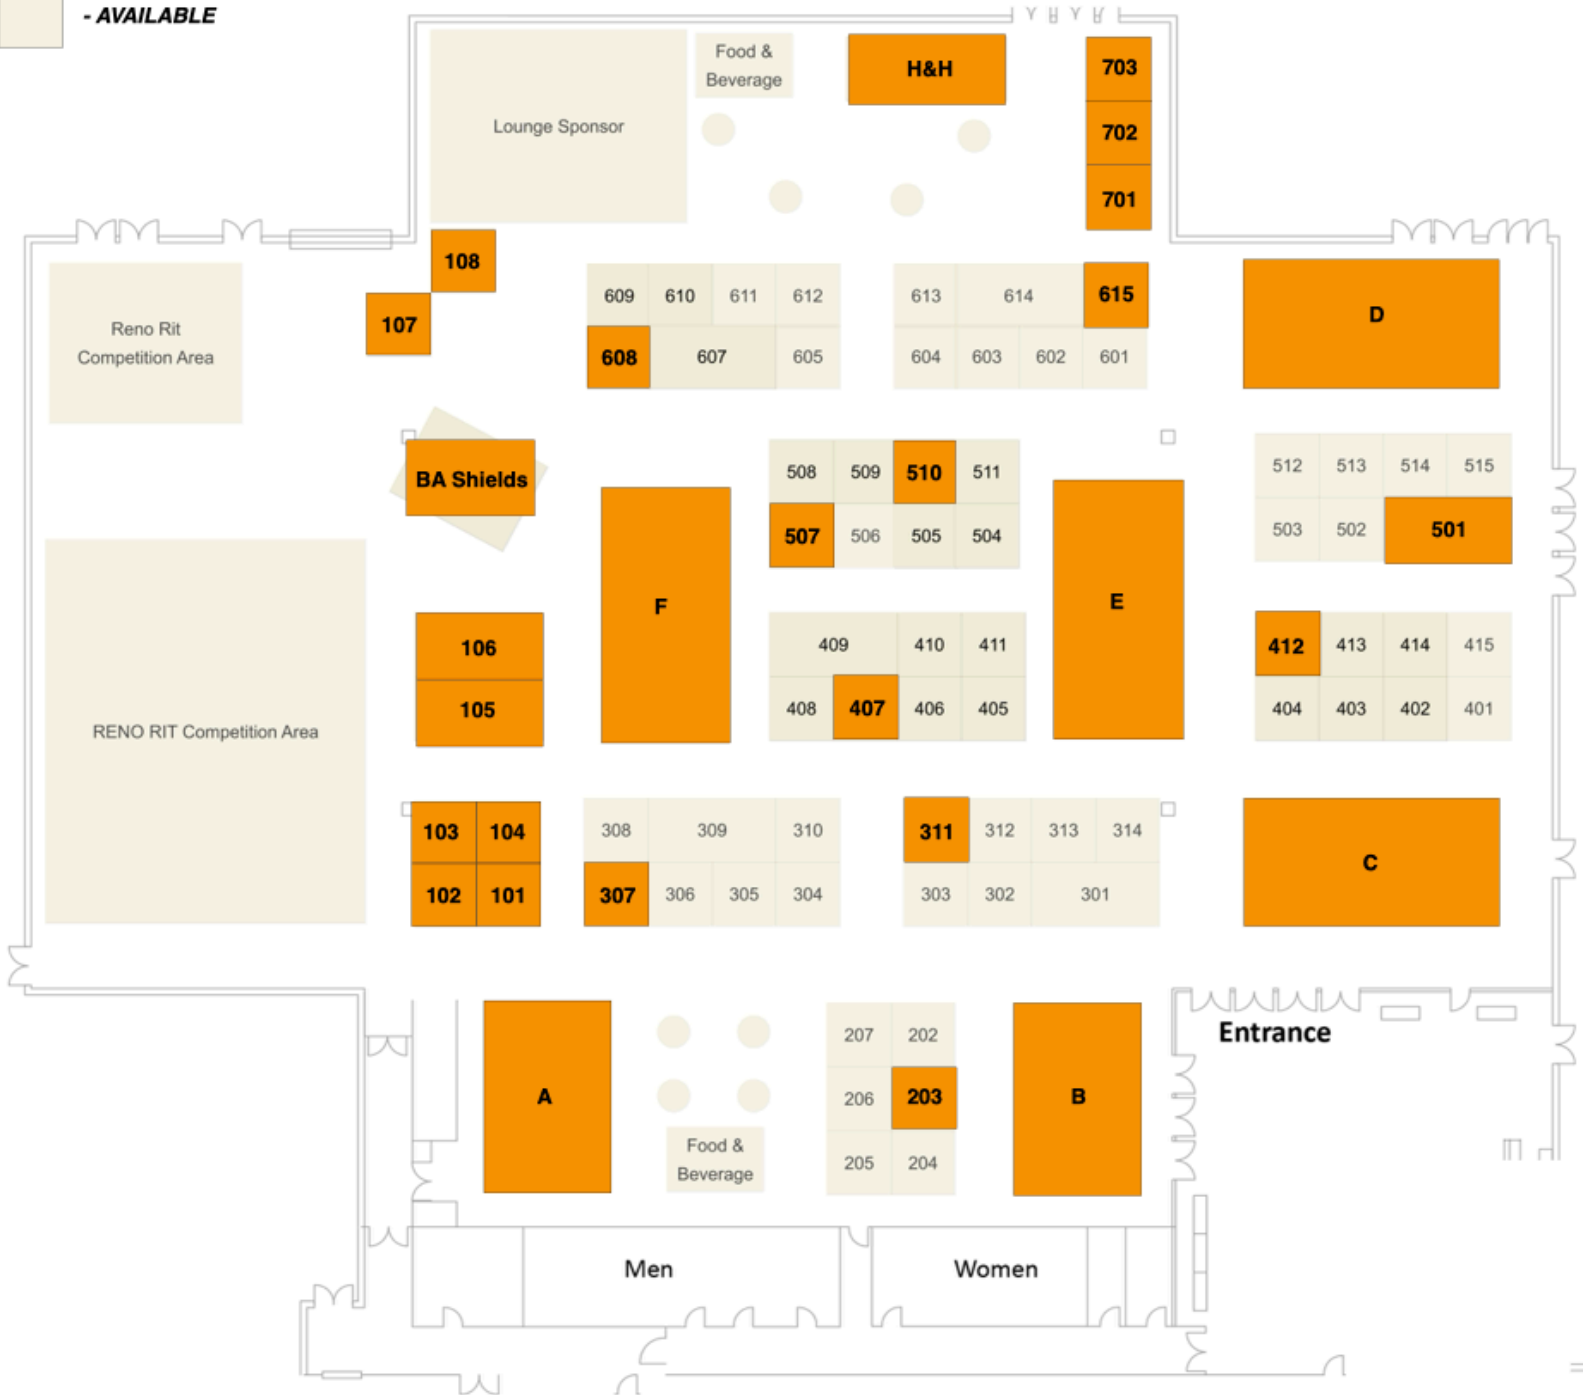 - AVAILABLE
Food &
Beverage
H&H
703
Lounge Sponsor
702
701
108
107
Reno Rit
Competition Area
609 610 611 612
613 614 615
D
608 607 605
604 603 602 601
BA Shields
508 509 510 511
512 513 514 515
507 506 505 504
503 502 501
F
E
106
409 410 411
412 413 414 415
105
408 407 406 405
404 403 402 401
RENO RIT Competition Area
103 104
308 309 310
311 312 313 314
C
102 101
307 306 305 304
303 302 301
207 202
Entrance
A
206 203
B
Food &
Beverage
205 204
Men
Women